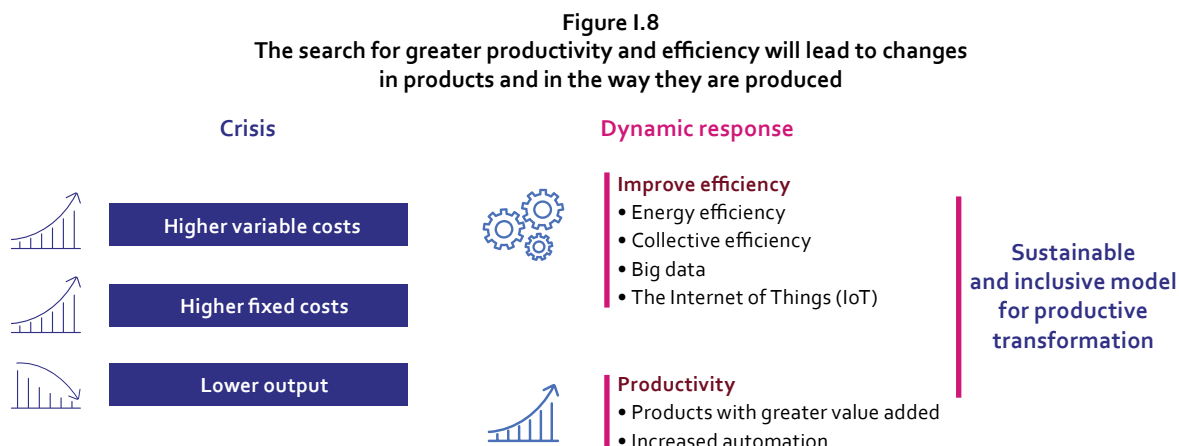 Figure I.8
The search for greater productivity and efficiency will lead to changes
in products and in the way they are produced
Crisis
Higher variable costs
Higher fixed costs
Lower output
Dynamic response
Improve efficiency
• Energy efficiency
• Collective efficiency
• Big data
• The Internet of Things (IoT)
Productivity
• Products with greater value added
• Increased automation
Sustainable
and inclusive model
for productive
transformation